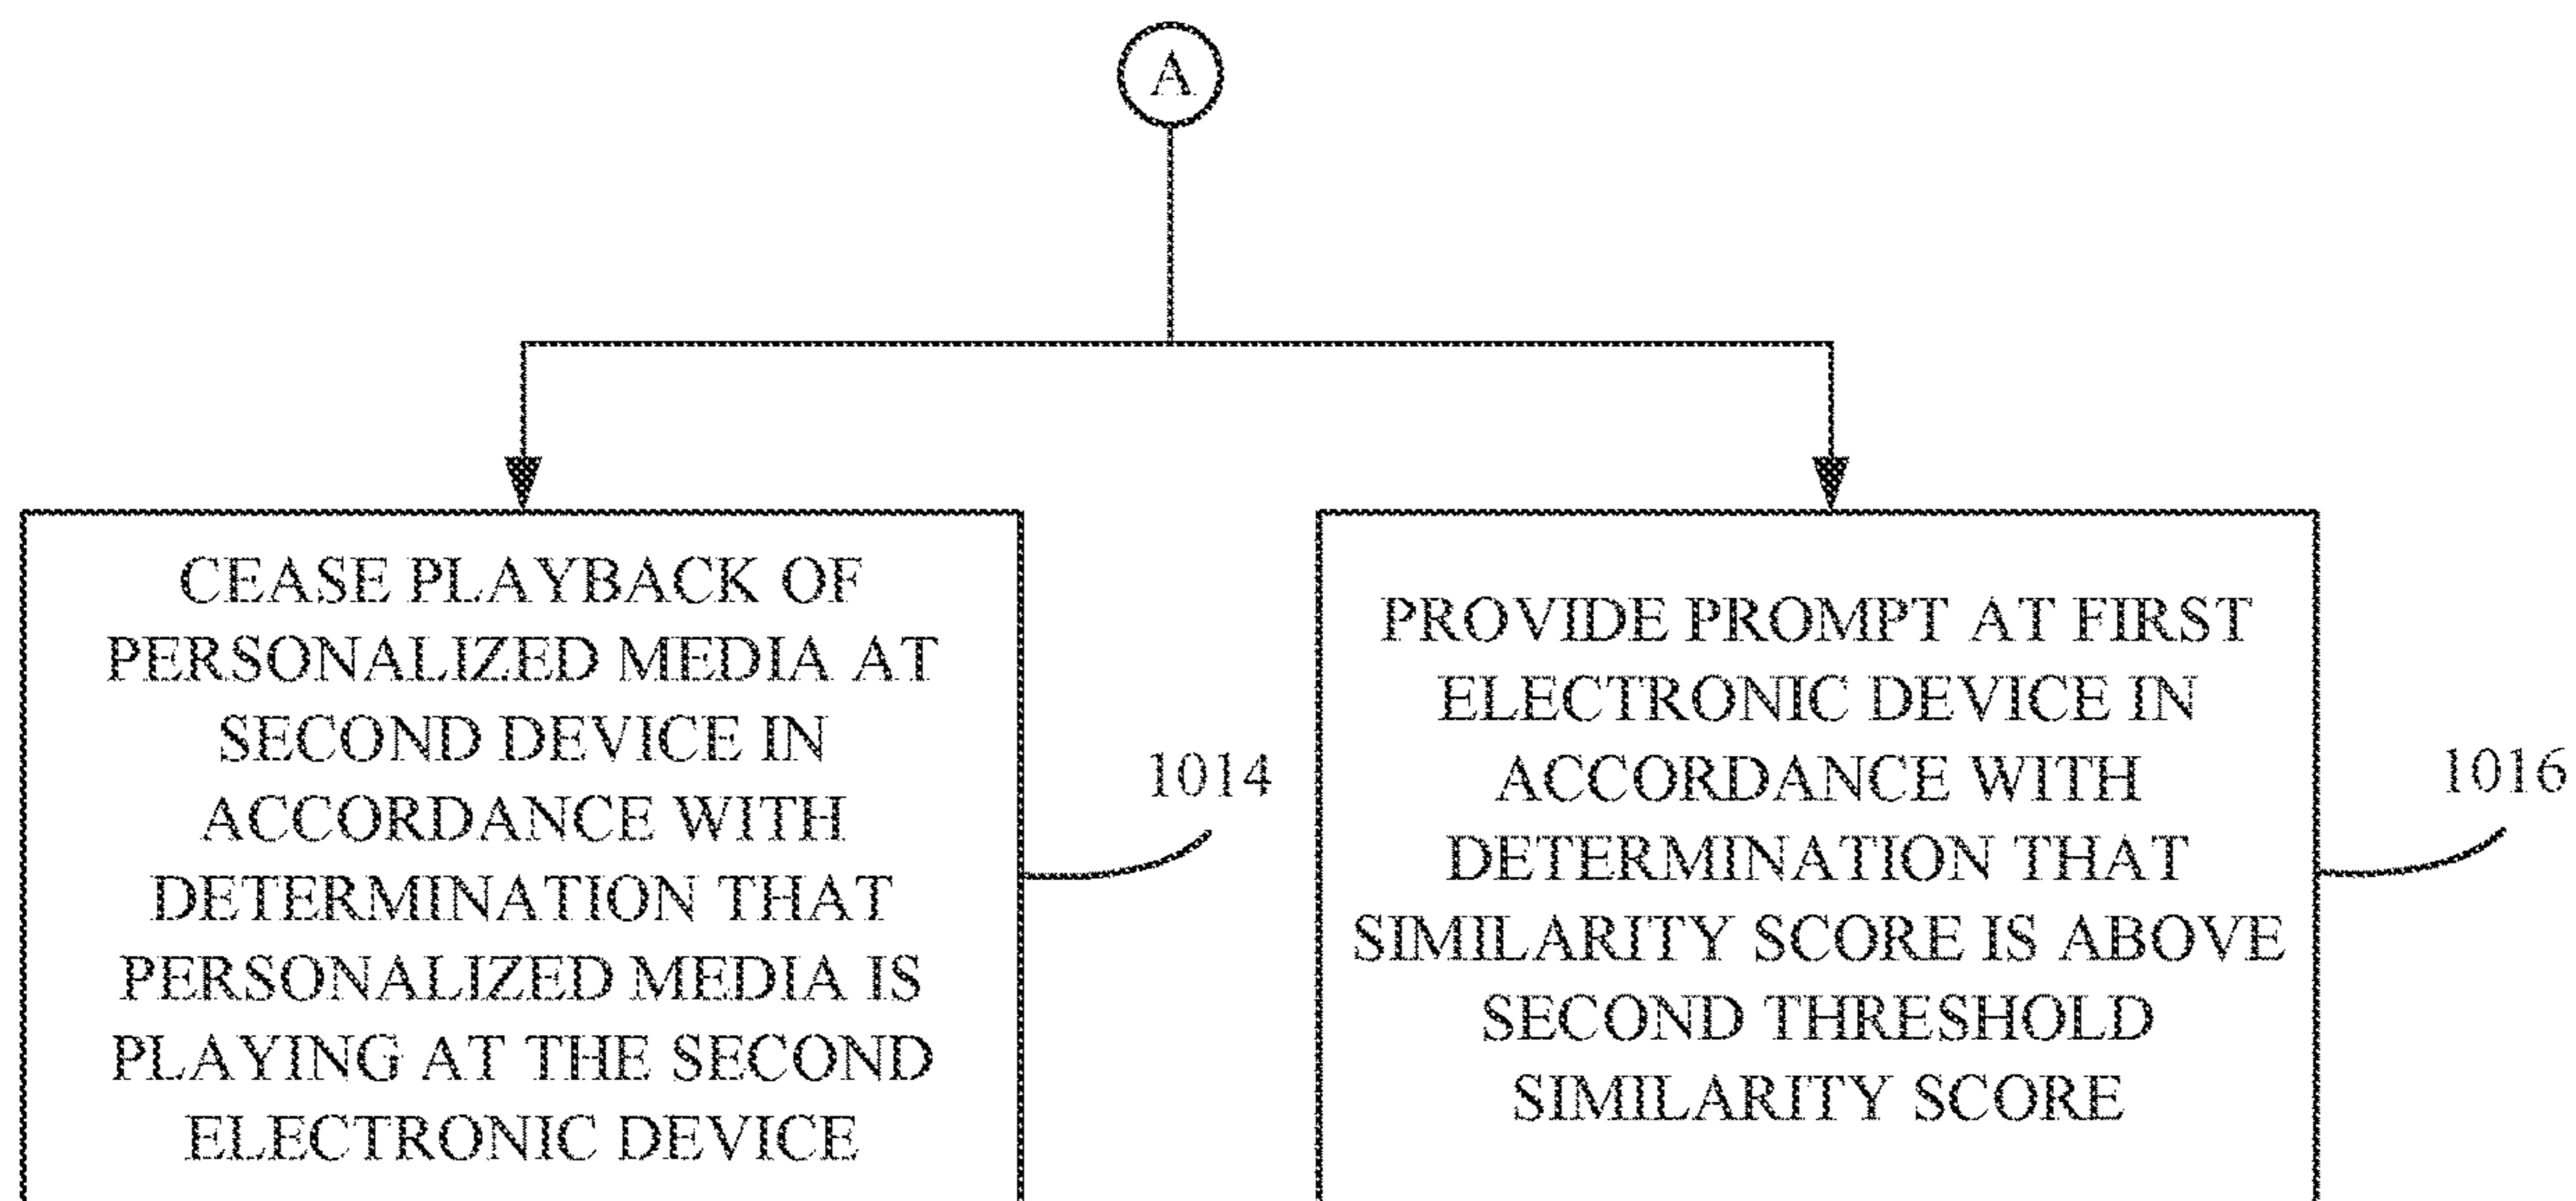 A
CEASE PLAYBACK OF
PERSONALIZED MEDIA AT
SECOND DEVICE IN
ACCORDANCE WITH
DETERMINATION THAT
PERSONALIZED MEDIA IS
PLAYING AT THE SECOND
ELECTRONIC DEVICE
1014
PROVIDE PROMPT AT FIRST
ELECTRONIC DEVICE IN
ACCORDANCE WITH
DETERMINATION THAT
SIMILARITY SCORE IS ABOVE
SECOND THRESHOLD
SIMILARITY SCORE
1016